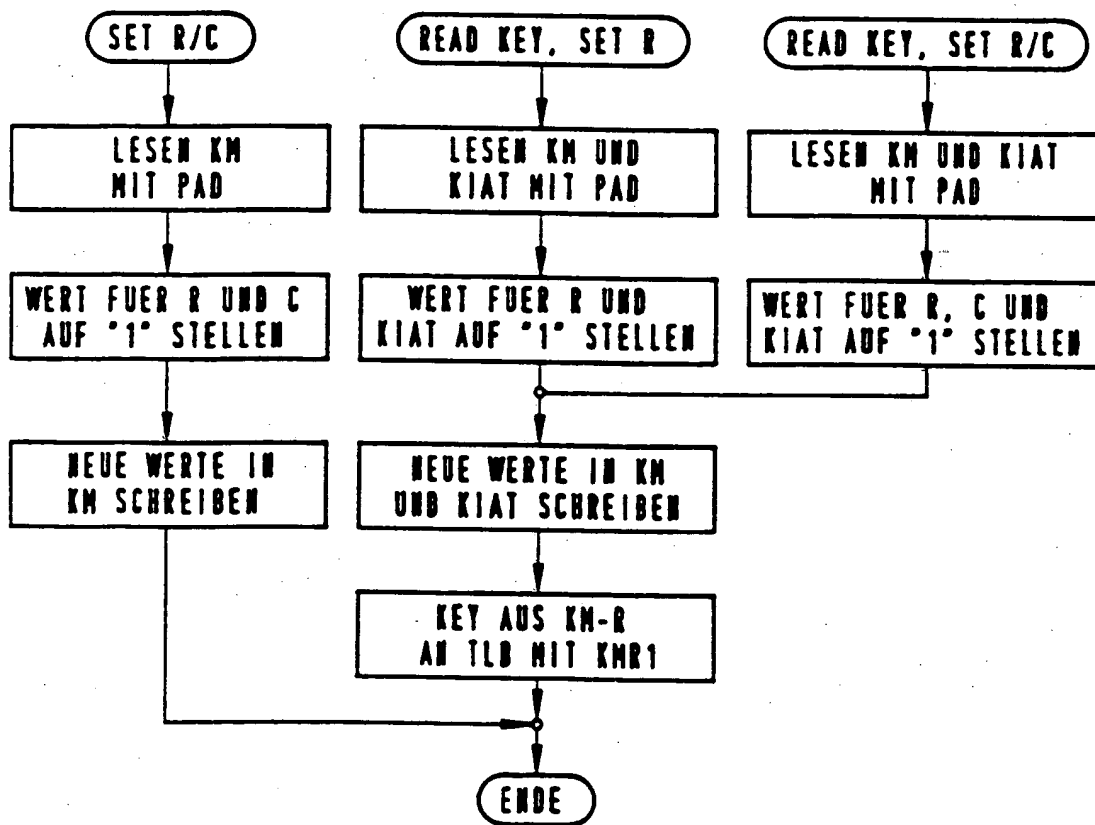 SET R/C
READ KEY, SET R
READ KEY, SET R/C
LESEN KM
MIT PAD
LESEN KM UND
KIAT MIT PAD
LESEN KM UND KIAT
MIT PAD
WERT FUER R UND C
AUF "1" STELLEN
WERT FUER R UND
KIAT AUF "1" STELLEN
WERT FUER R, C UND
KIAT AUF "1" STELLEN
NEUE WERTE IN
KM SCHREIBEN
NEUE WERTE IN KM
UND KIAT SCHREIBEN
KEY AUS KM-R
AN TLB MIT KMR1
ENDE